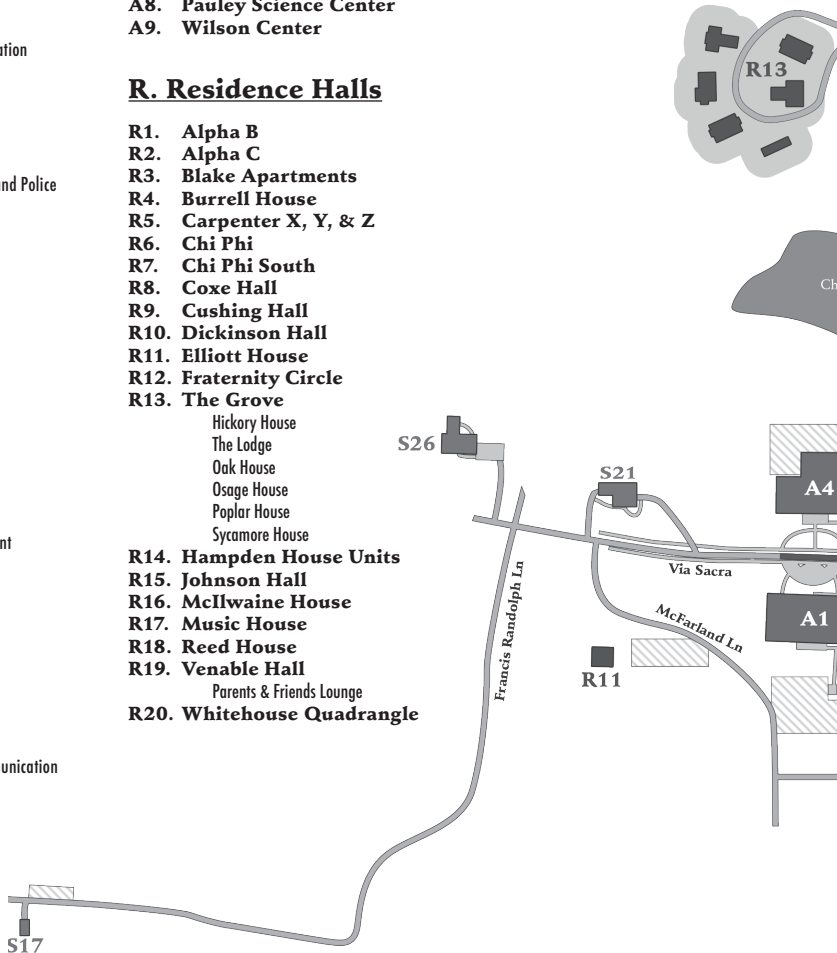 A8. Pauley Science Center
A9. Wilson Center
ation
R. Residence Halls
R1. Alpha B
R2. Alpha C
R3. Blake Apartments
nd Police
R4. Burrell House
R5. Carpenter X, Y, & Z
R6. Chi Phi
R7. Chi Phi South
R8. Coxe Hall
R9. Cushing Hall
R10. Dickinson Hall
R11. Elliott House
R12. Fraternity Circle
R13. The Grove
Hickory House
The Lodge
Oak House
Osage House
Poplar House
Sycamore House
nt
R14. Hampden House Units
R15. Johnson Hall
R16. McIlwaine House
R17. Music House
R18. Reed House
R19. Venable Hall
Parents & Friends Lounge
R20. Whitehouse Quadrangle
unication
R13
Ch
S26
S21
A4
Via Sacra
Francis Randolph Ln
McFarland Ln
A1
R11
S17